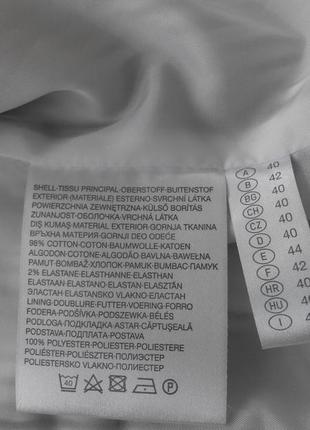 SHELL-TISSU PRINCIPAL-OBERSTOFF-BUITENSTOF
EXTERIOR-(MATERIALE) ESTERNO-SVRCHNÍ LÁTKA
POWIERZCHNIA ZEWNĘTRZNA-KÜLSŐ BORÍTÁS
ZUNANJOST-ОБОЛОЧКА-VRCHNÁ LÁTKA
DIŞ KUMAŞ-MATERIAL EXTERIOR-GORNJA TKANINA
ВРЪХНА МАТЕРИЯ-GORNJI DEO ODEĆE
98% COTTON-COTON-BAUMWOLLE-KATOEN
ALGODÓN-COTONE-ALGODÃO-BAVLNA-BAWEŁNA
PAMUT-BOMBAŽ-ХЛОПОК-PAMUK-BUMBAC-ПАМУК
2% ELASTANE-ELASTHANNE-ELASTHAN
ELASTAAN-ELASTANO-ELASTAN-ELASZTÁN
ЭЛАСТАН-ELASTANSKO VLAKNO-ЕЛАСТАН
LINING-DOUBLURE-FUTTER-VOERING-FORRO
FODERA-PODŠÍVKA-PODSZEWKA-BÉLÉS
PODLOGA-ПОДКЛАДКА-ASTAR-CĂPTUŞEALĂ
PODSTAVA-ПОДПЛАТА-POSTAVA
100% POLYESTER-POLIÉSTER
POLIESTERE-POLIÉSZTER-ПОЛИЭСТЕР
POLIESTERSKO VLAKNO-ПОЛИЕСТЕР
40 P
A 40
B 42
BG 40
CH 40
CZ 40
D 40
E 44
F 42
HR 40
HU 40
I